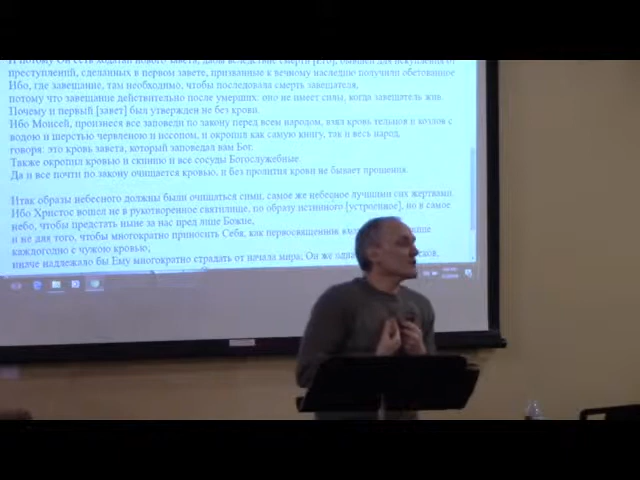 И потому Он есть ходатай нового завета, дабы вследствие смерти [Его], бывшей для искупления от
преступлений, сделанных в первом завете, призванные к вечному наследию получили обетованное
Ибо, где завещание, там необходимо, чтобы последовала смерть завещателя,
потому что завещание действительно после умерших: оно не имеет силы, когда завещатель жив.
Почему и первый [завет] был утвержден не без крови.
Ибо Моисей, произнеся все заповеди по закону перед всем народом, взял кровь тельцов и козлов с
водою и шерстью червленою и иссопом, и окропил как самую книгу, так и весь народ,
говоря: это кровь завета, который заповедал вам Бог.
Также окропил кровью и скинию и все сосуды Богослужебные.
Да и все почти по закону очищается кровью, и без пролития крови не бывает прощения.
Итак образы небесного должны были очищаться сими, самое же небесное лучшими сих жертвами.
Ибо Христос вошел не в рукотворенное святилище, по образу истинного [устроенное], но в самое
небо, чтобы предстать ныне за нас пред лице Божие,
и не для того, чтобы многократно приносить Себя, как первосвященник
каждогодно с чужою кровью;
иначе надлежало бы Ему многократно страдать от начала мира; Он же